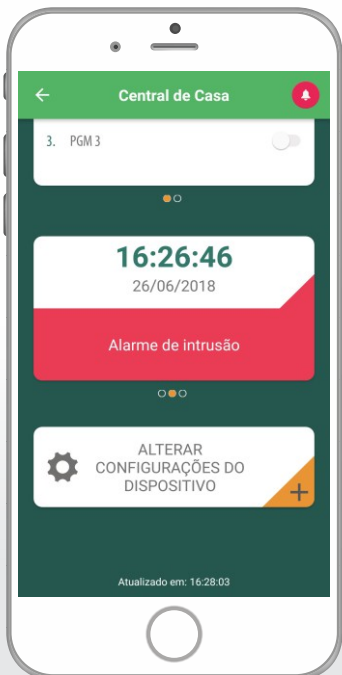 Central de Casa
3. PGM 3
16:26:46
26/06/2018
Alarme de intrusão
ALTERAR
CONFIGURAÇÕES DO
DISPOSITIVO
Atualizado em: 16:28:03